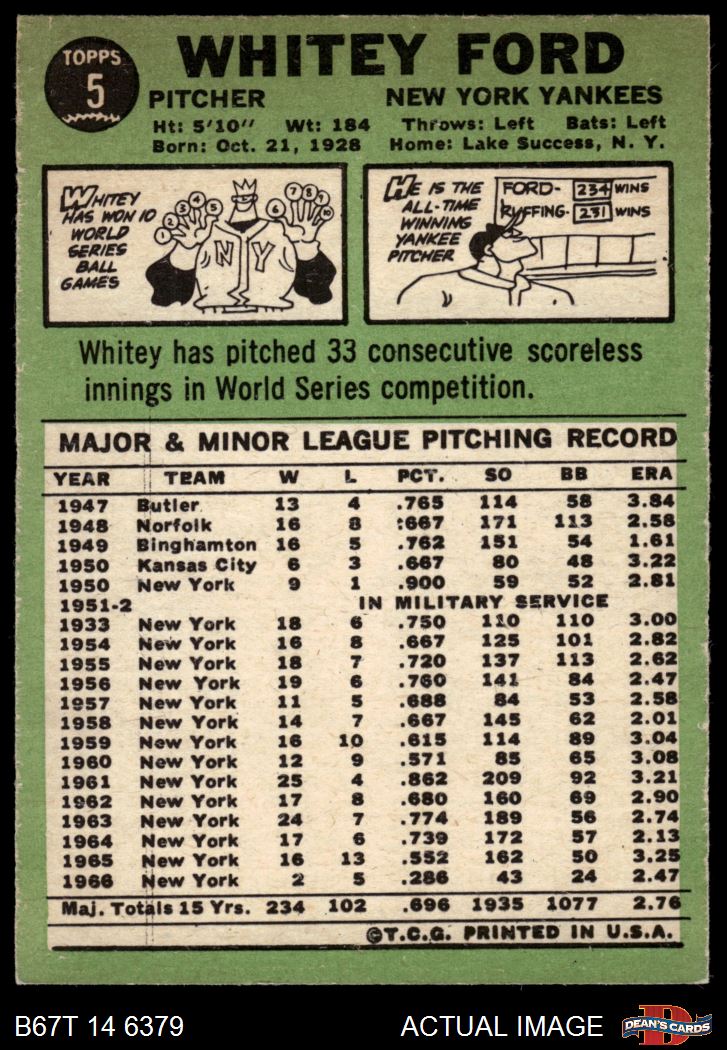 TOPPS
5
WHITEY FORD
PITCHER NEW YORK YANKEES
Ht: 5'10" Wt: 184 Throws: Left Bats: Left
Born: Oct. 21, 1928 Home: Lake Success, N. Y.
WHITEY
HAS WON 10
WORLD
SERIES
BALL
GAMES
1 2 3 4 5 6 7 8 9 10
NY
HE IS THE
ALL-TIME
WINNING
YANKEE
PITCHER
FORD- 234 WINS
RUFFING- 231 WINS
Whitey has pitched 33 consecutive scoreless
innings in World Series competition.
MAJOR & MINOR LEAGUE PITCHING RECORD
YEAR TEAM W L PCT. SO BB ERA
1947 Butler 13 4 .765 114 58 3.84
1948 Norfolk 16 8 .667 171 113 2.58
1949 Binghamton 16 5 .762 151 54 1.61
1950 Kansas City 6 3 .667 80 48 3.22
1950 New York 9 1 .900 59 52 2.81
1951-2 IN MILITARY SERVICE
1933 New York 18 6 .750 110 110 3.00
1954 New York 16 8 .667 125 101 2.82
1955 New York 18 7 .720 137 113 2.62
1956 New York 19 6 .760 141 84 2.47
1957 New York 11 5 .688 84 53 2.58
1958 New York 14 7 .667 145 62 2.01
1959 New York 16 10 .615 114 89 3.04
1960 New York 12 9 .571 85 65 3.08
1961 New York 25 4 .862 209 92 3.21
1962 New York 17 8 .680 160 69 2.90
1963 New York 24 7 .774 189 56 2.74
1964 New York 17 6 .739 172 57 2.13
1965 New York 16 13 .552 162 50 3.25
1966 New York 2 5 .286 43 24 2.47
Maj. Totals 15 Yrs. 234 102 .696 1935 1077 2.76
©T.C.G. PRINTED IN U.S.A.
B67T 14 6379 ACTUAL IMAGE
D
DEAN'S CARDS